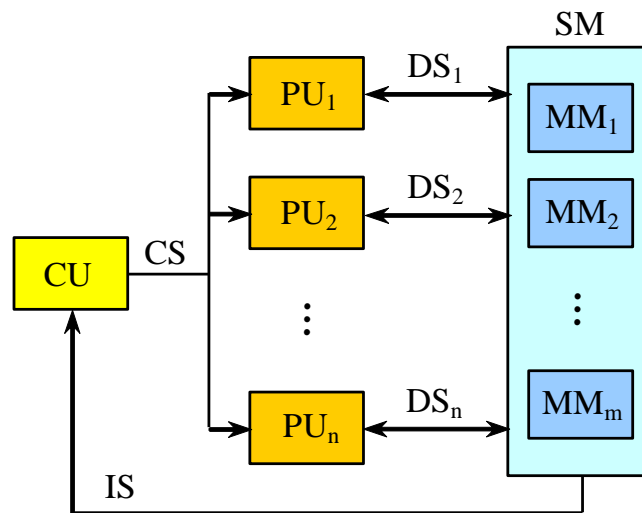 SM
PU₁
DS₁
MM₁
PU₂
DS₂
MM₂
CU
CS
⋮
⋮
PUₙ
DSₙ
MMₘ
IS